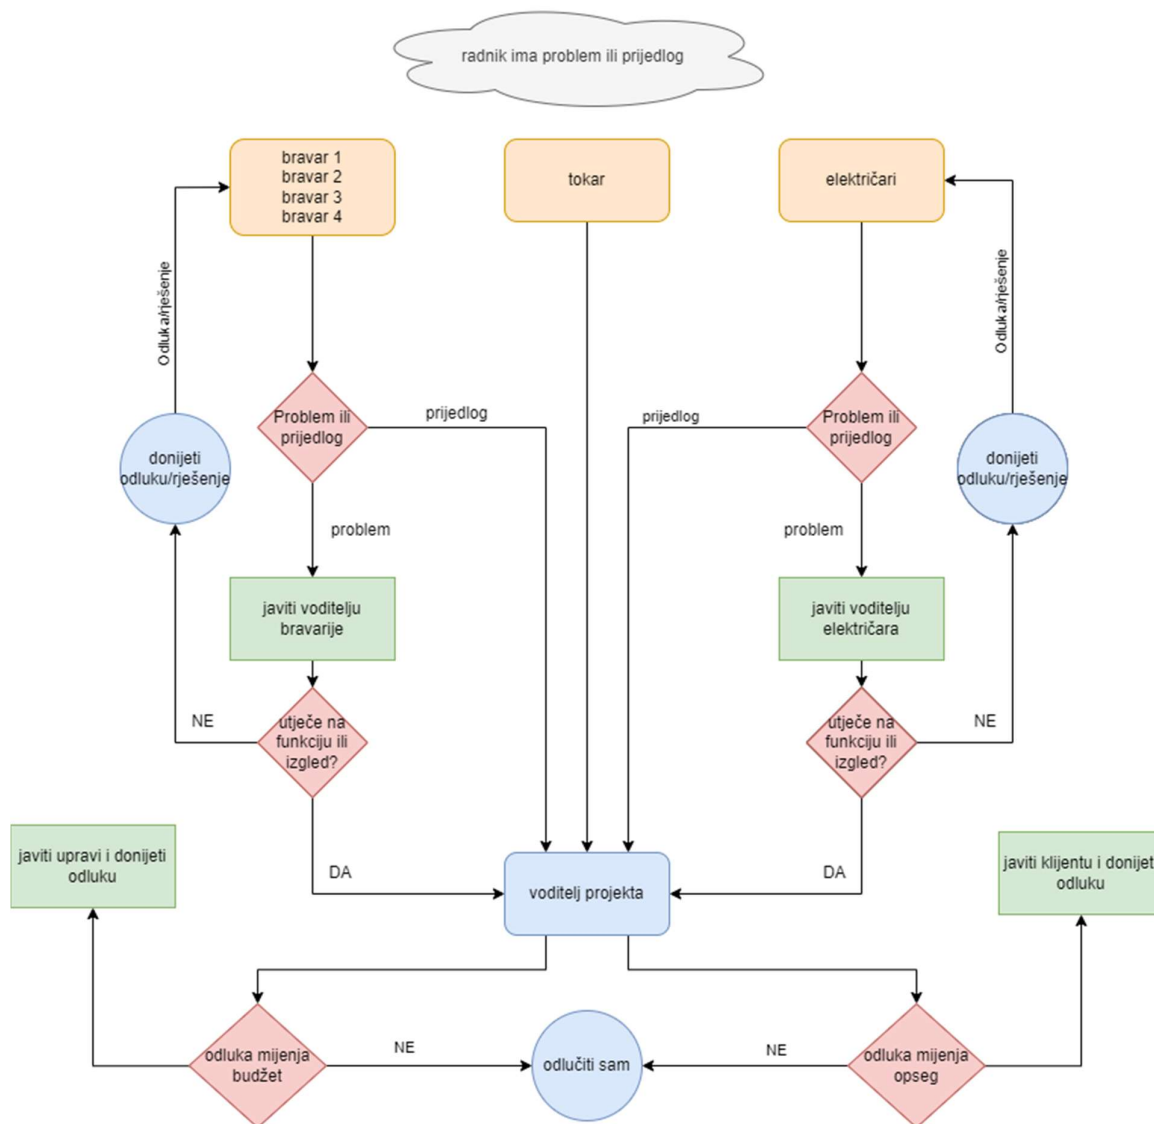 radnik ima problem ili prijedlog
bravar 1
bravar 2
bravar 3
bravar 4
tokar
električari
Odluka/rješenje
Odluka/rješenje
Problem ili
prijedlog
prijedlog
prijedlog
Problem ili
prijedlog
donijeti
odluku/rješenje
donijeti
odluku/rješenje
problem
problem
javiti voditelju
bravarije
javiti voditelju
električara
NE
utječe na
funkciju ili
izgled?
utječe na
funkciju ili
izgled?
NE
javiti upravi i donijeti
odluku
DA
voditelj projekta
DA
javiti klijentu i donijeti
odluku
odluka mijenja
budžet
NE
odlučiti sam
NE
odluka mijenja
opseg